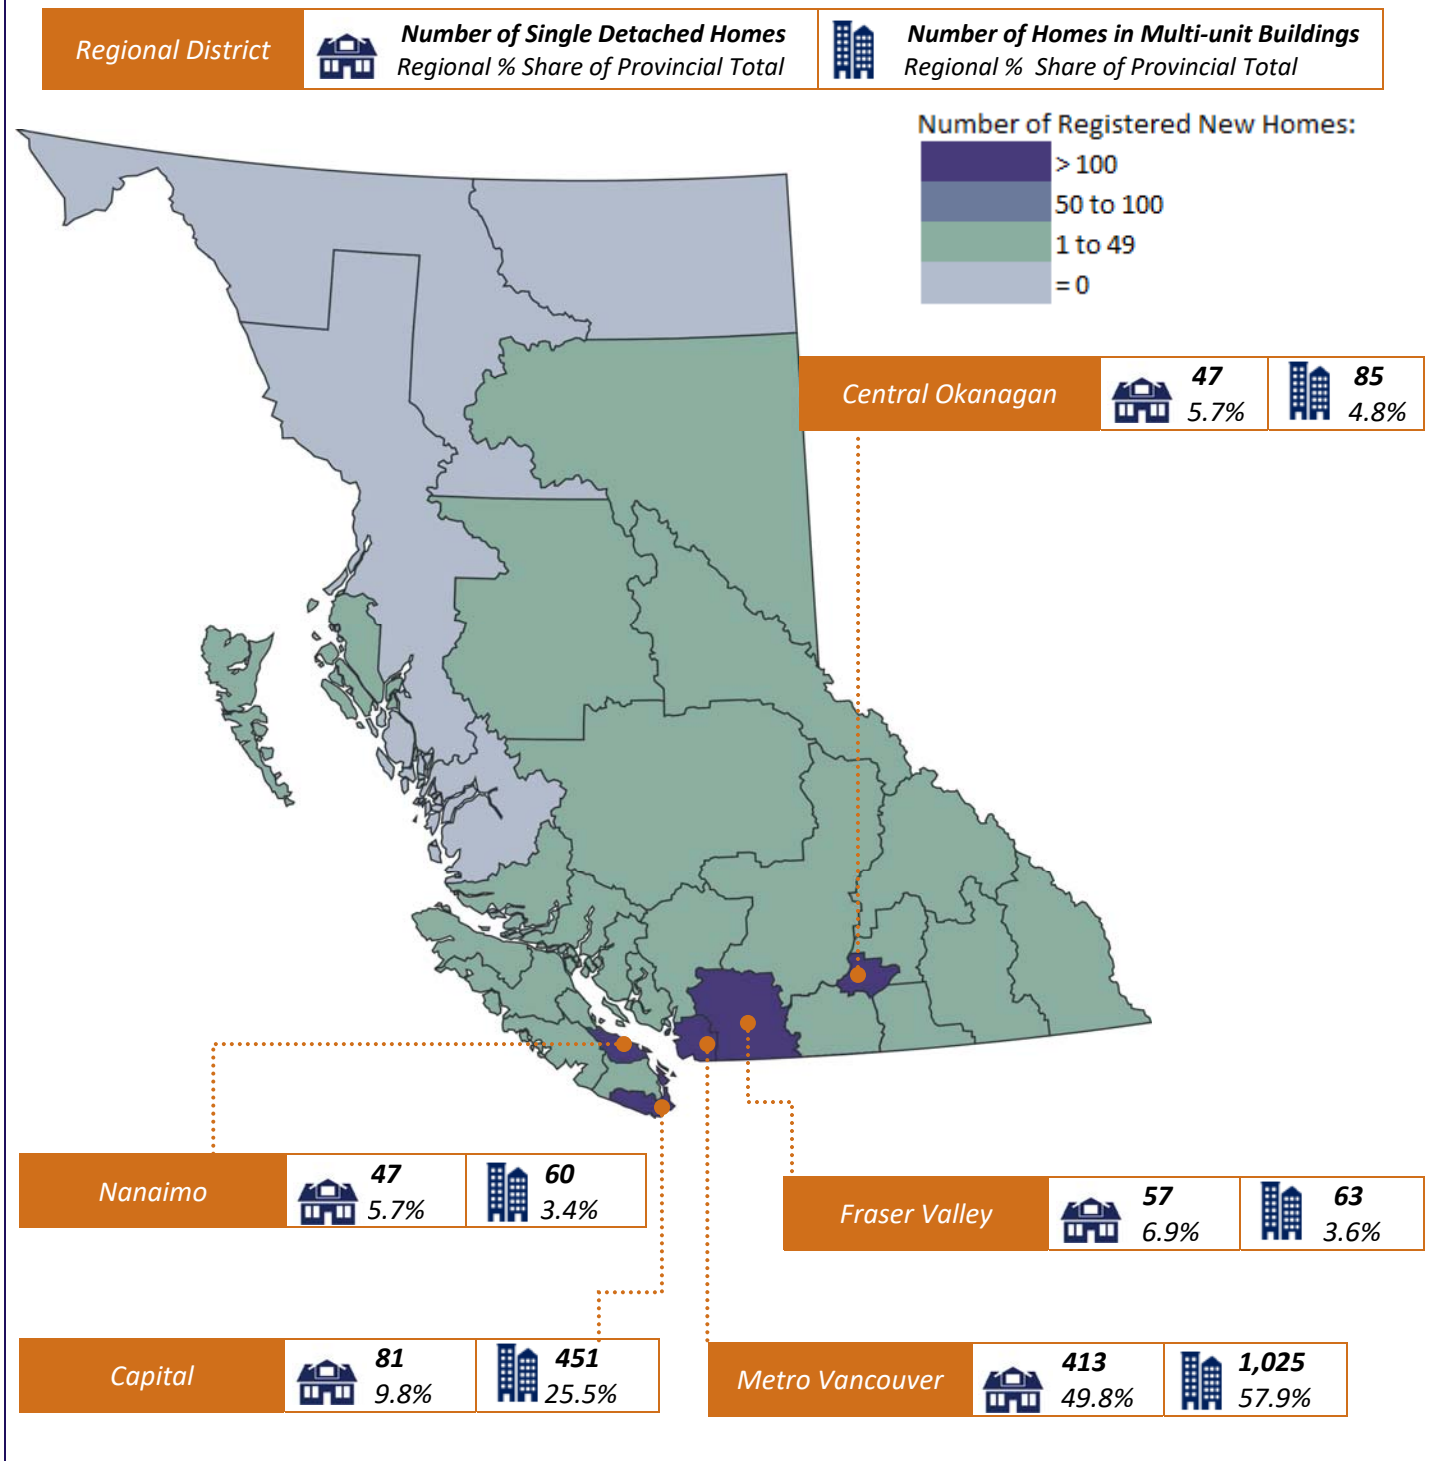 Regional District
Number of Single Detached Homes
Regional % Share of Provincial Total
Number of Homes in Multi-unit Buildings
Regional %  Share of Provincial Total
Number of Registered New Homes:
> 100
50 to 100
1 to 49
= 0
Central Okanagan
47
5.7%
85
4.8%
Nanaimo
47
5.7%
60
3.4%
Fraser Valley
57
6.9%
63
3.6%
Capital
81
9.8%
451
25.5%
Metro Vancouver
413
49.8%
1,025
57.9%